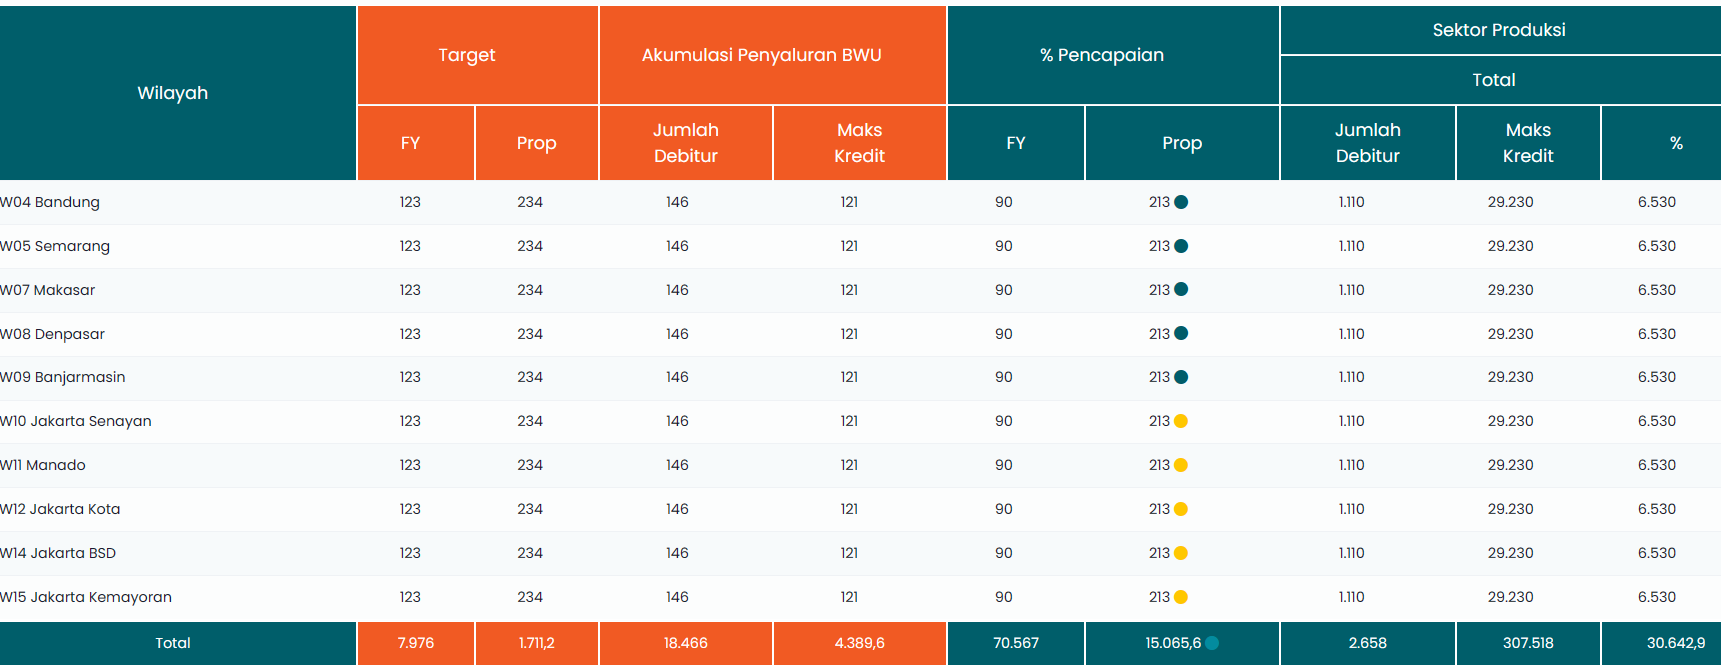 Wilayah
Target
Akumulasi Penyaluran BWU
% Pencapaian
Sektor Produksi
Total
FY
Prop
Jumlah
Debitur
Maks
Kredit
FY
Prop
Jumlah
Debitur
Maks
Kredit
%
W04 Bandung 123 234 146 121 90 213 1.110 29.230 6.530
W05 Semarang 123 234 146 121 90 213 1.110 29.230 6.530
W07 Makasar 123 234 146 121 90 213 1.110 29.230 6.530
W08 Denpasar 123 234 146 121 90 213 1.110 29.230 6.530
W09 Banjarmasin 123 234 146 121 90 213 1.110 29.230 6.530
W10 Jakarta Senayan 123 234 146 121 90 213 1.110 29.230 6.530
W11 Manado 123 234 146 121 90 213 1.110 29.230 6.530
W12 Jakarta Kota 123 234 146 121 90 213 1.110 29.230 6.530
W14 Jakarta BSD 123 234 146 121 90 213 1.110 29.230 6.530
W15 Jakarta Kemayoran 123 234 146 121 90 213 1.110 29.230 6.530
Total 7.976 1.711,2 18.466 4.389,6 70.567 15.065,6 2.658 307.518 30.642,9